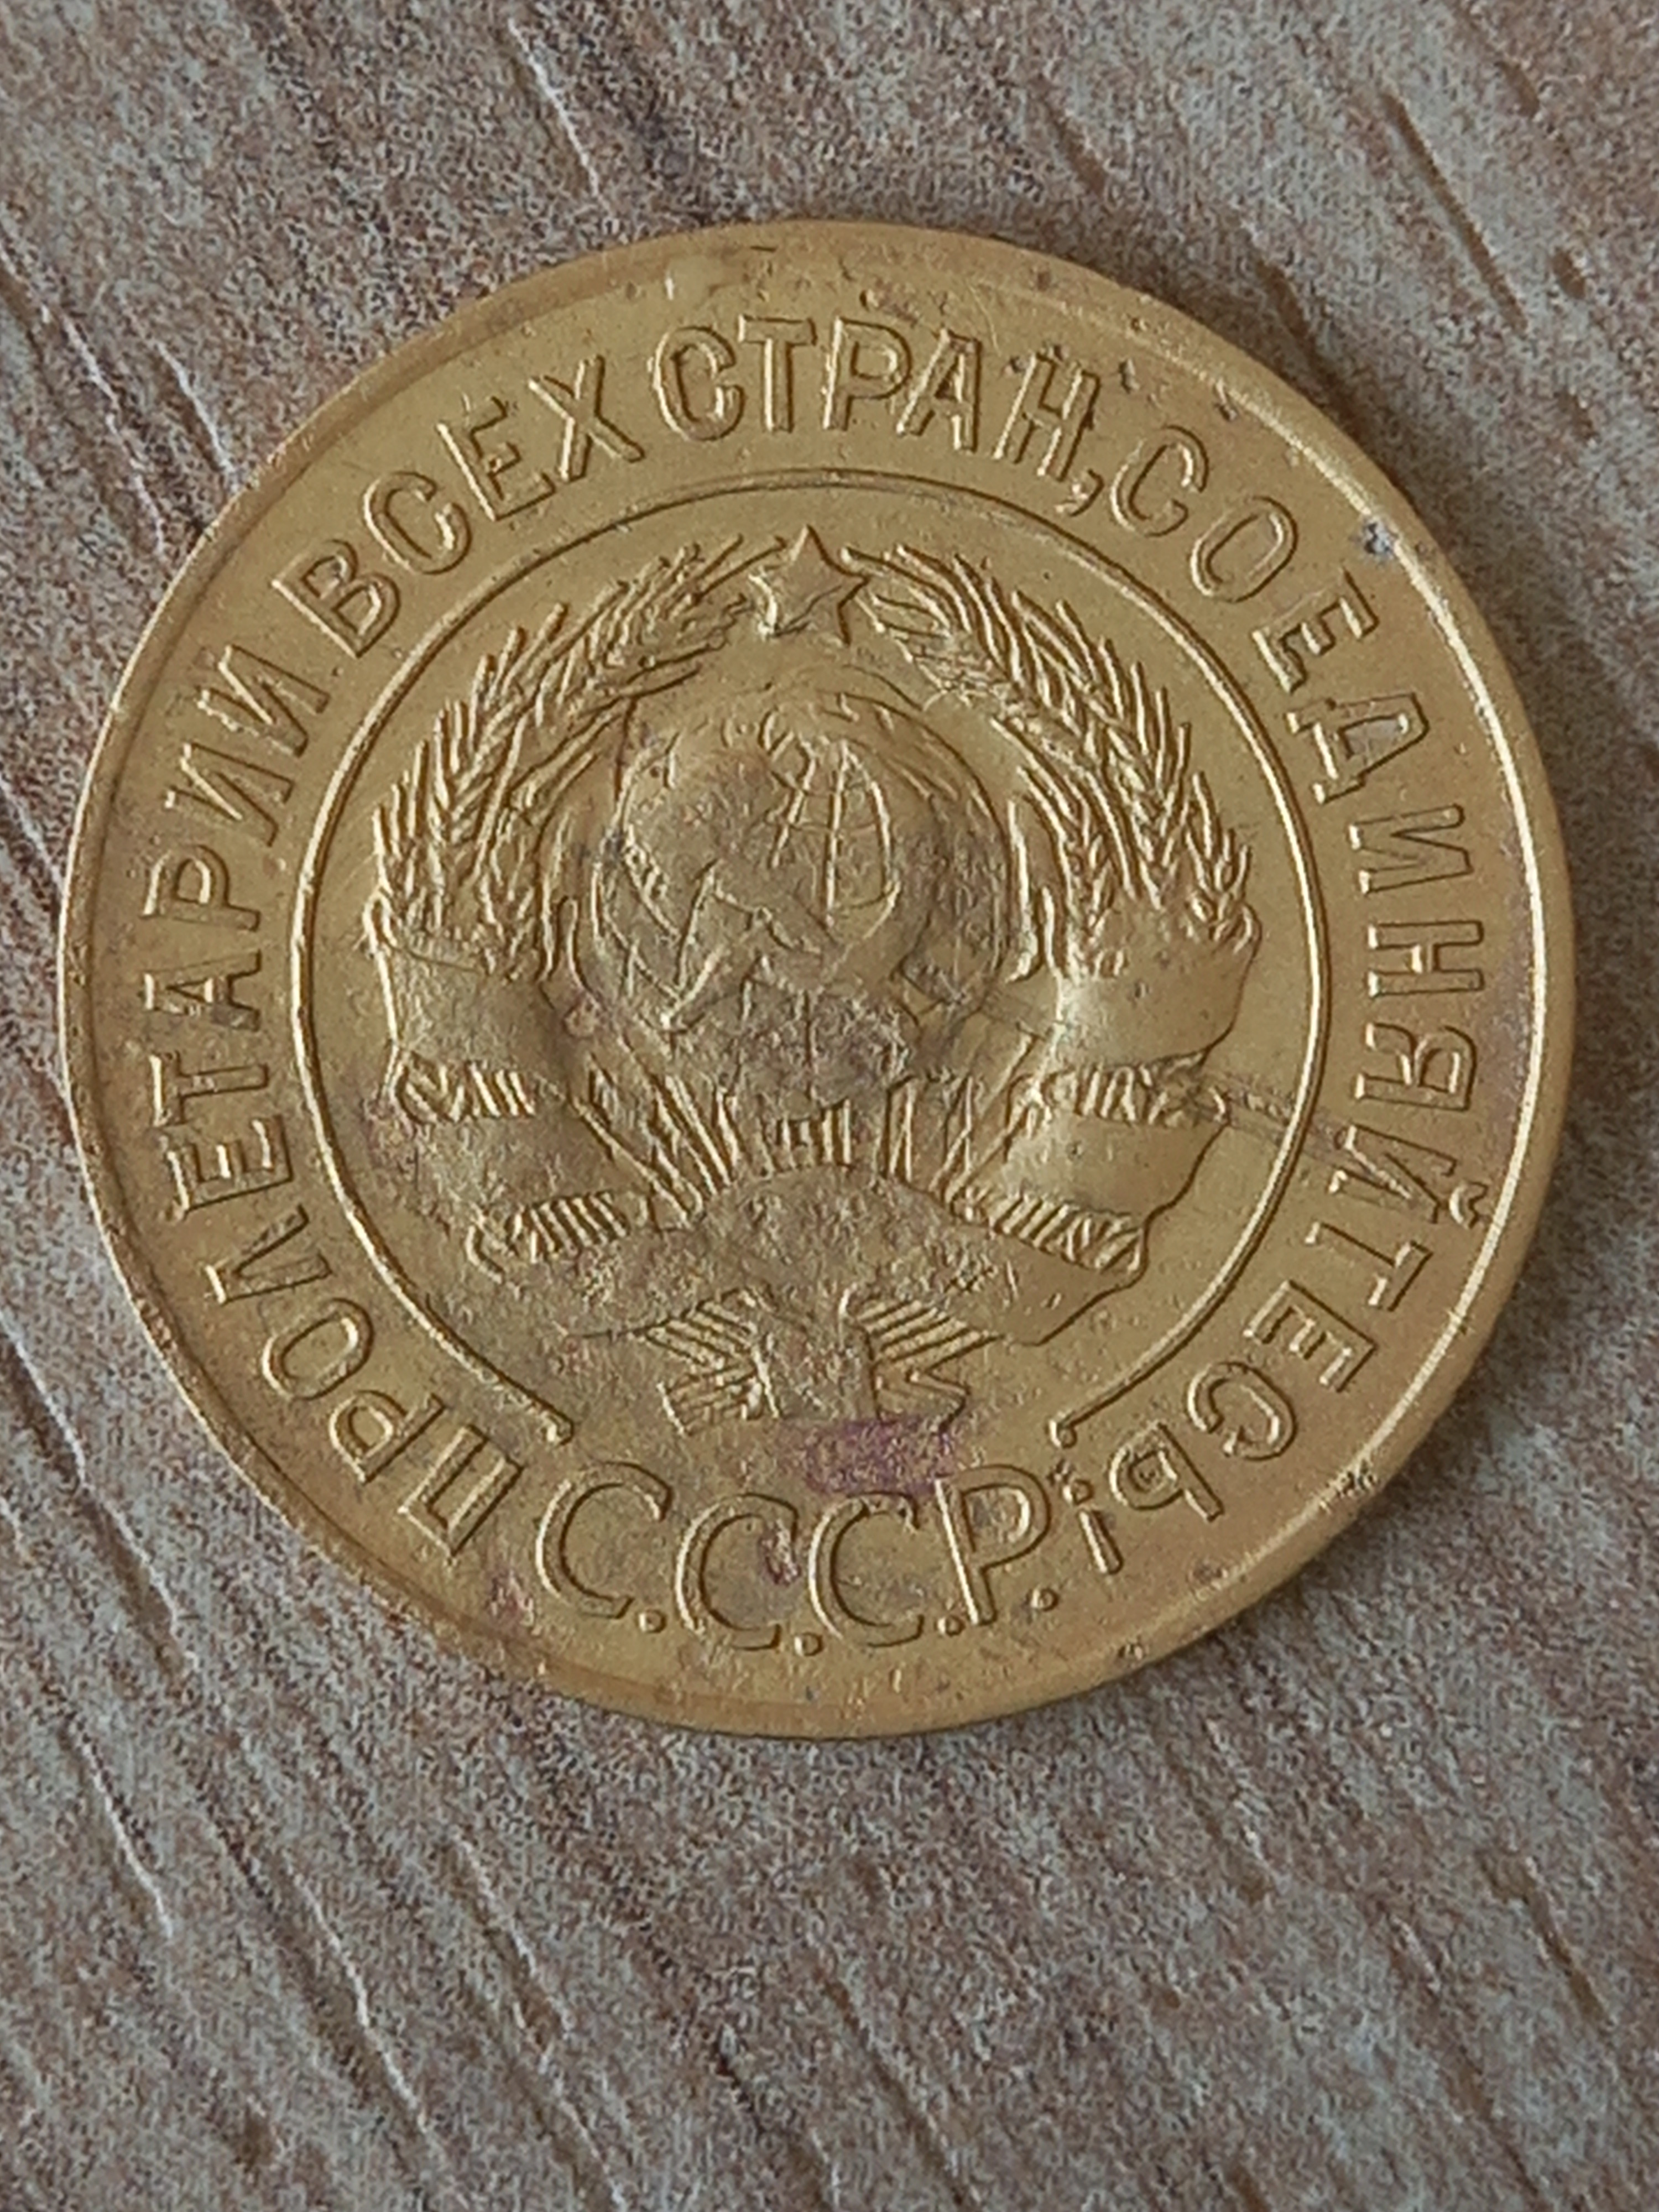 ПРОЛЕТАРИИ ВСЕХ СТРАН, СОЕДИНЯЙТЕСЬ!
С.С.С.Р.